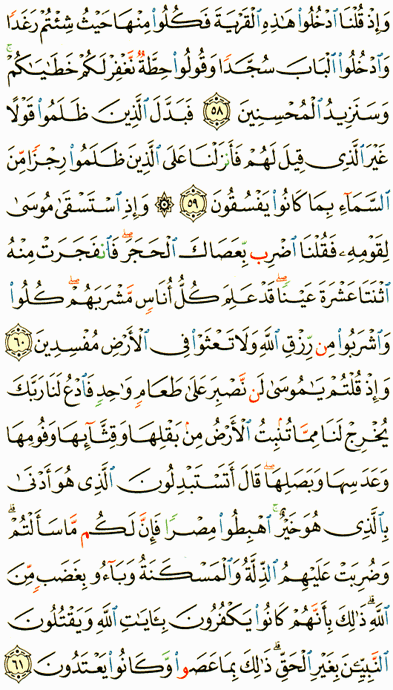 وَإِذْ قُلْنَا ٱدْخُلُوا۟ هَٰذِهِ ٱلْقَرْيَةَ فَكُلُوا۟ مِنْهَا حَيْثُ شِئْتُمْ رَغَدًا
وَٱدْخُلُوا۟ ٱلْبَابَ سُجَّدًا وَقُولُوا۟ حِطَّةٌ نَّغْفِرْ لَكُمْ خَطَٰيَٰكُمْ ۚ
وَسَنَزِيدُ ٱلْمُحْسِنِينَ ٥٨ فَبَدَّلَ ٱلَّذِينَ ظَلَمُوا۟ قَوْلًا
غَيْرَ ٱلَّذِى قِيلَ لَهُمْ فَأَنزَلْنَا عَلَى ٱلَّذِينَ ظَلَمُوا۟ رِجْزًا مِّنَ
ٱلسَّمَآءِ بِمَا كَانُوا۟ يَفْسُقُونَ ٥٩ ۞ وَإِذِ ٱسْتَسْقَىٰ مُوسَىٰ
لِقَوْمِهِۦ فَقُلْنَا ٱضْرِب بِّعَصَاكَ ٱلْحَجَرَ ۖ فَٱنفَجَرَتْ مِنْهُ
ٱثْنَتَا عَشْرَةَ عَيْنًا ۖ قَدْ عَلِمَ كُلُّ أُنَاسٍ مَّشْرَبَهُمْ ۖ كُلُوا۟
وَٱشْرَبُوا۟ مِن رِّزْقِ ٱللَّهِ وَلَا تَعْثَوْا۟ فِى ٱلْأَرْضِ مُفْسِدِينَ ٦٠
وَإِذْ قُلْتُمْ يَٰمُوسَىٰ لَن نَّصْبِرَ عَلَىٰ طَعَامٍ وَٰحِدٍ فَٱدْعُ لَنَا رَبَّكَ
يُخْرِجْ لَنَا مِمَّا تُنۢبِتُ ٱلْأَرْضُ مِنۢ بَقْلِهَا وَقِثَّآئِهَا وَفُومِهَا
وَعَدَسِهَا وَبَصَلِهَا ۖ قَالَ أَتَسْتَبْدِلُونَ ٱلَّذِى هُوَ أَدْنَىٰ
بِٱلَّذِى هُوَ خَيْرٌ ۚ ٱهْبِطُوا۟ مِصْرًا فَإِنَّ لَكُم مَّا سَأَلْتُمْ ۗ
وَضُرِبَتْ عَلَيْهِمُ ٱلذِّلَّةُ وَٱلْمَسْكَنَةُ وَبَآءُو بِغَضَبٍ مِّنَ
ٱللَّهِ ۗ ذَٰلِكَ بِأَنَّهُمْ كَانُوا۟ يَكْفُرُونَ بِـَٔايَٰتِ ٱللَّهِ وَيَقْتُلُونَ
ٱلنَّبِيِّـۧنَ بِغَيْرِ ٱلْحَقِّ ۗ ذَٰلِكَ بِمَا عَصَوا۟ وَّكَانُوا۟ يَعْتَدُونَ ٦١